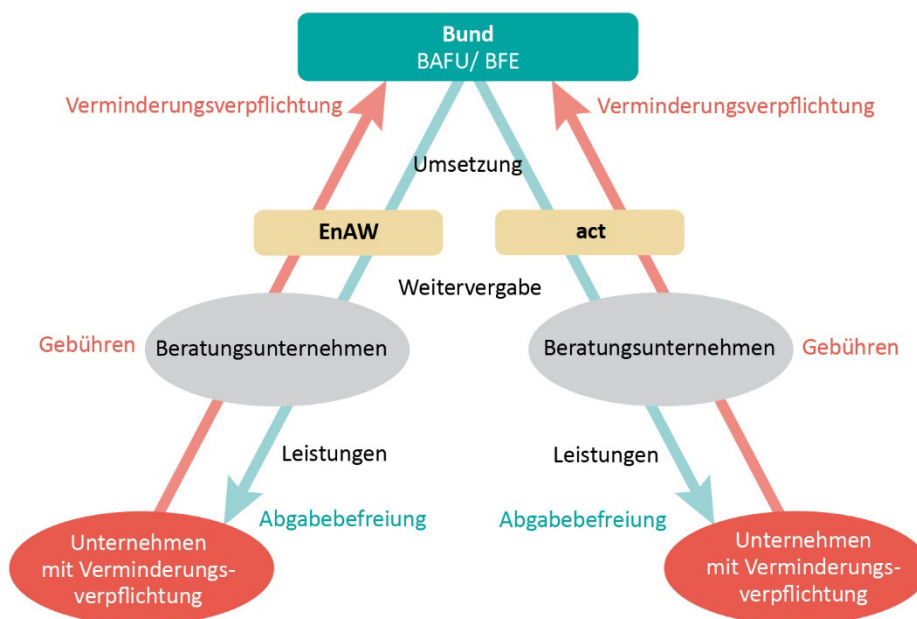 Bund
BAFU/ BFE
Verminderungsverpflichtung
Verminderungsverpflichtung
Umsetzung
EnAW
act
Weitervergabe
Gebühren
Beratungsunternehmen
Beratungsunternehmen
Gebühren
Leistungen
Leistungen
Abgabebefreiung
Abgabebefreiung
Unternehmen
mit Verminderungs-
verpflichtung
Unternehmen
mit Verminderungs-
verpflichtung